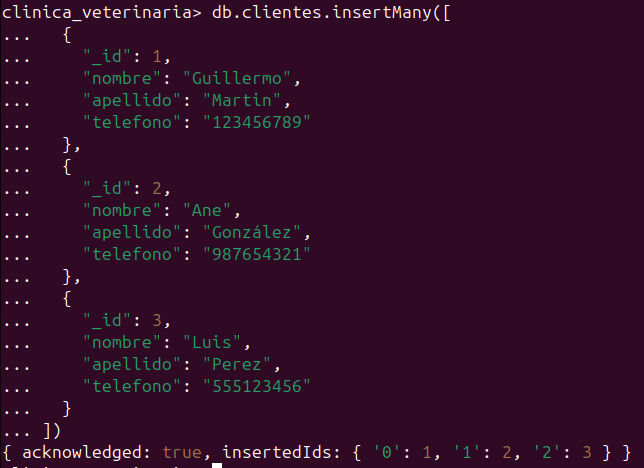 clinica_veterinaria> db.clientes.insertMany([
...   {
...     "_id": 1,
...     "nombre": "Guillermo",
...     "apellido": "Martin",
...     "telefono": "123456789"
...   },
...   {
...     "_id": 2,
...     "nombre": "Ane",
...     "apellido": "González",
...     "telefono": "987654321"
...   },
...   {
...     "_id": 3,
...     "nombre": "Luis",
...     "apellido": "Perez",
...     "telefono": "555123456"
...   }
... ])
{ acknowledged: true, insertedIds: { '0': 1, '1': 2, '2': 3 } }